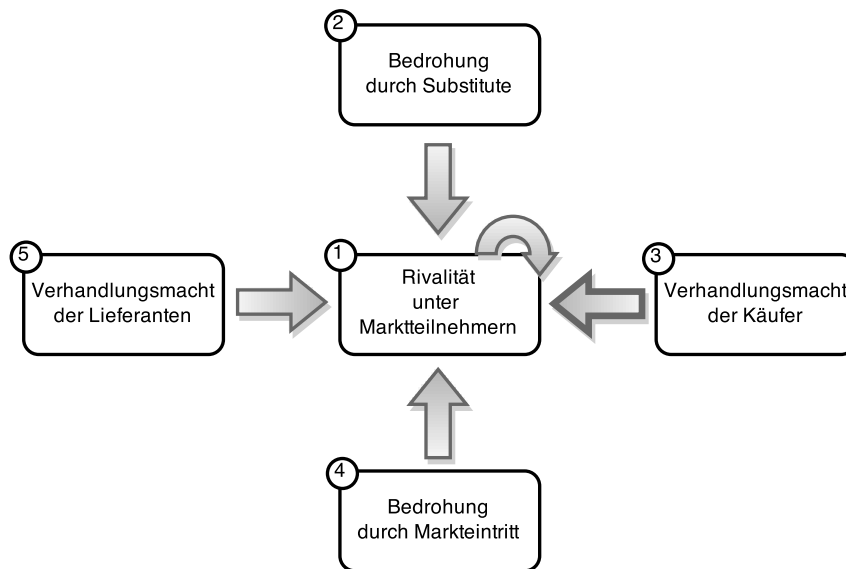 2
Bedrohung
durch Substitute
5
Verhandlungsmacht
der Lieferanten
1
Rivalität
unter
Marktteilnehmern
3
Verhandlungsmacht
der Käufer
4
Bedrohung
durch Markteintritt